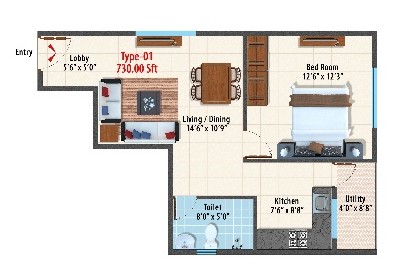 Entry
Lobby
5'6" x 5'0"
Type-01
730.00 Sft
Bed Room
12'6" x 12'3"
Living / Dining
14'6" x 10'9"
Kitchen
7'6" x 8'8"
Utility
4'0" x 8'8"
Toilet
8'0" x 5'0"